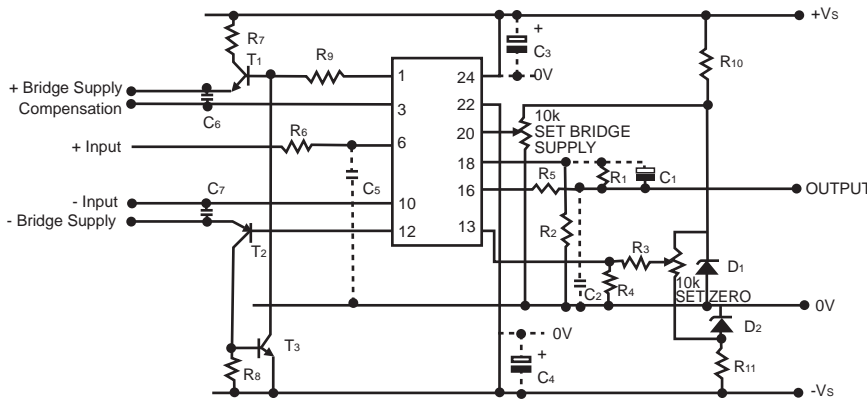 +Vs
R7
T1
R9
C3
+
0V
R10
+ Bridge Supply
Compensation
C6
1
3
6
10
12
24
22
20
18
16
13
10k
SET BRIDGE
SUPPLY
+ Input
R6
C5
R5
R1
C1
OUTPUT
- Input
- Bridge Supply
C7
T2
R2
C2
R3
R4
10k
SET ZERO
D1
0V
D2
R8
T3
0V
+
C4
R11
-Vs